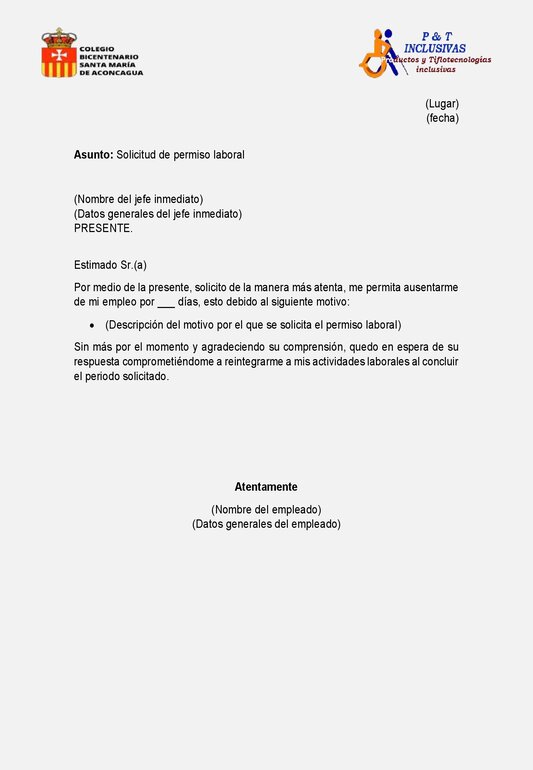 COLEGIO
BICENTENARIO
SANTA MARÍA
DE ACONCAGUA
P & T
INCLUSIVAS
Productos y Tiflotecnologías
inclusivas
(Lugar)
(fecha)
Asunto: Solicitud de permiso laboral
(Nombre del jefe inmediato)
(Datos generales del jefe inmediato)
PRESENTE.
Estimado Sr.(a)
Por medio de la presente, solicito de la manera más atenta, me permita ausentarme
de mi empleo por ___ días, esto debido al siguiente motivo:
• (Descripción del motivo por el que se solicita el permiso laboral)
Sin más por el momento y agradeciendo su comprensión, quedo en espera de su
respuesta comprometiéndome a reintegrarme a mis actividades laborales al concluir
el periodo solicitado.
Atentamente
(Nombre del empleado)
(Datos generales del empleado)